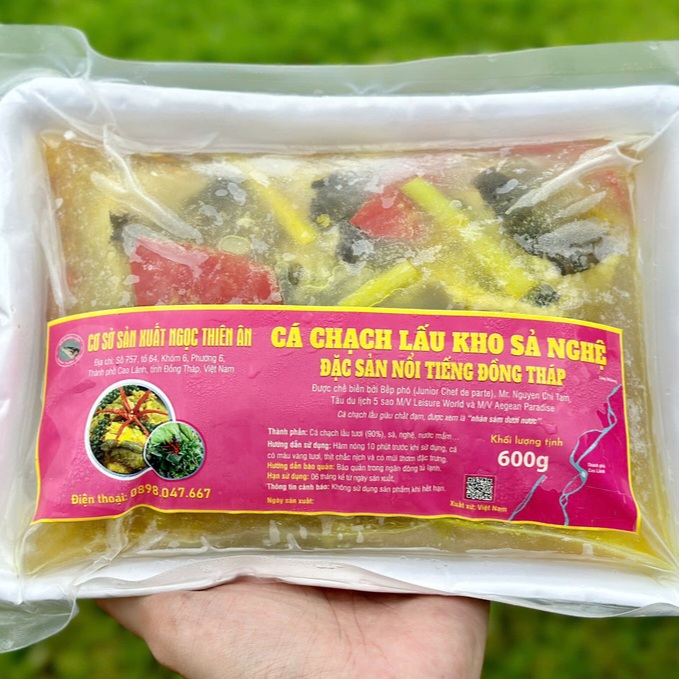 CƠ SỞ SẢN XUẤT NGỌC THIÊN ÂN
Địa chỉ: Số 757, tổ 64, Khóm 6, Phường 6,
Thành phố Cao Lãnh, tỉnh Đồng Tháp, Việt Nam
Điện thoại: 0898.047.667
CÁ CHẠCH LẤU KHO SẢ NGHỆ
ĐẶC SẢN NỔI TIẾNG ĐỒNG THÁP
Được chế biến bởi Bếp phó (Junior Chef de parte), Mr. Nguyen Chi Tam,
Tàu du lịch 5 sao M/V Leisure World và M/V Aegean Paradise
Cá chạch lấu giàu chất đạm, được xem là "nhân sâm dưới nước".
Thành phần: Cá chạch lấu tươi (90%), sả, nghệ, nước mắm...
Hướng dẫn sử dụng: Hâm nóng 10 phút trước khi sử dụng, cá
có màu vàng tươi, thịt chắc nịch và có mùi thơm đặc trưng.
Hướng dẫn bảo quản: Bảo quản trong ngăn đông tủ lạnh.
Hạn sử dụng: 06 tháng kể từ ngày sản xuất.
Thông tin cảnh báo: Không sử dụng sản phẩm khi hết hạn.
Ngày sản xuất:
Khối lượng tịnh
600g
Xuất xứ: Việt Nam
Thành phố
Cao Lãnh